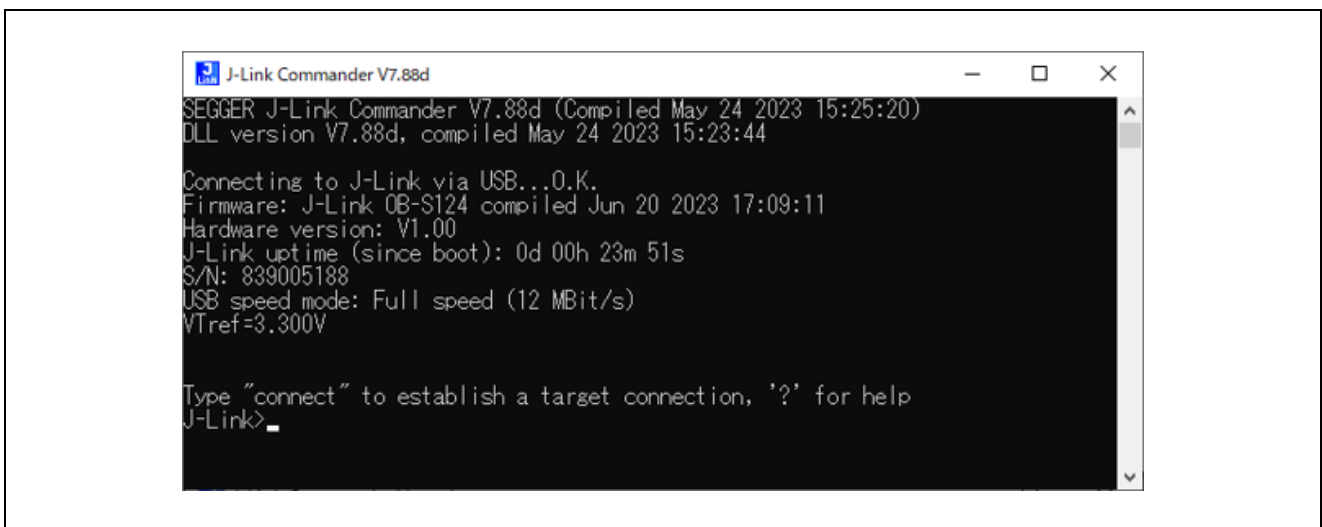 J-Link Commander V7.88d
SEGGER J-Link Commander V7.88d (Compiled May 24 2023 15:25:20)
DLL version V7.88d, compiled May 24 2023 15:23:44
Connecting to J-Link via USB...O.K.
Firmware: J-Link OB-S124 compiled Jun 20 2023 17:09:11
Hardware version: V1.00
J-Link uptime (since boot): 0d 00h 23m 51s
S/N: 839005188
USB speed mode: Full speed (12 MBit/s)
VTref=3.300V
Type "connect" to establish a target connection, '?' for help
J-Link>